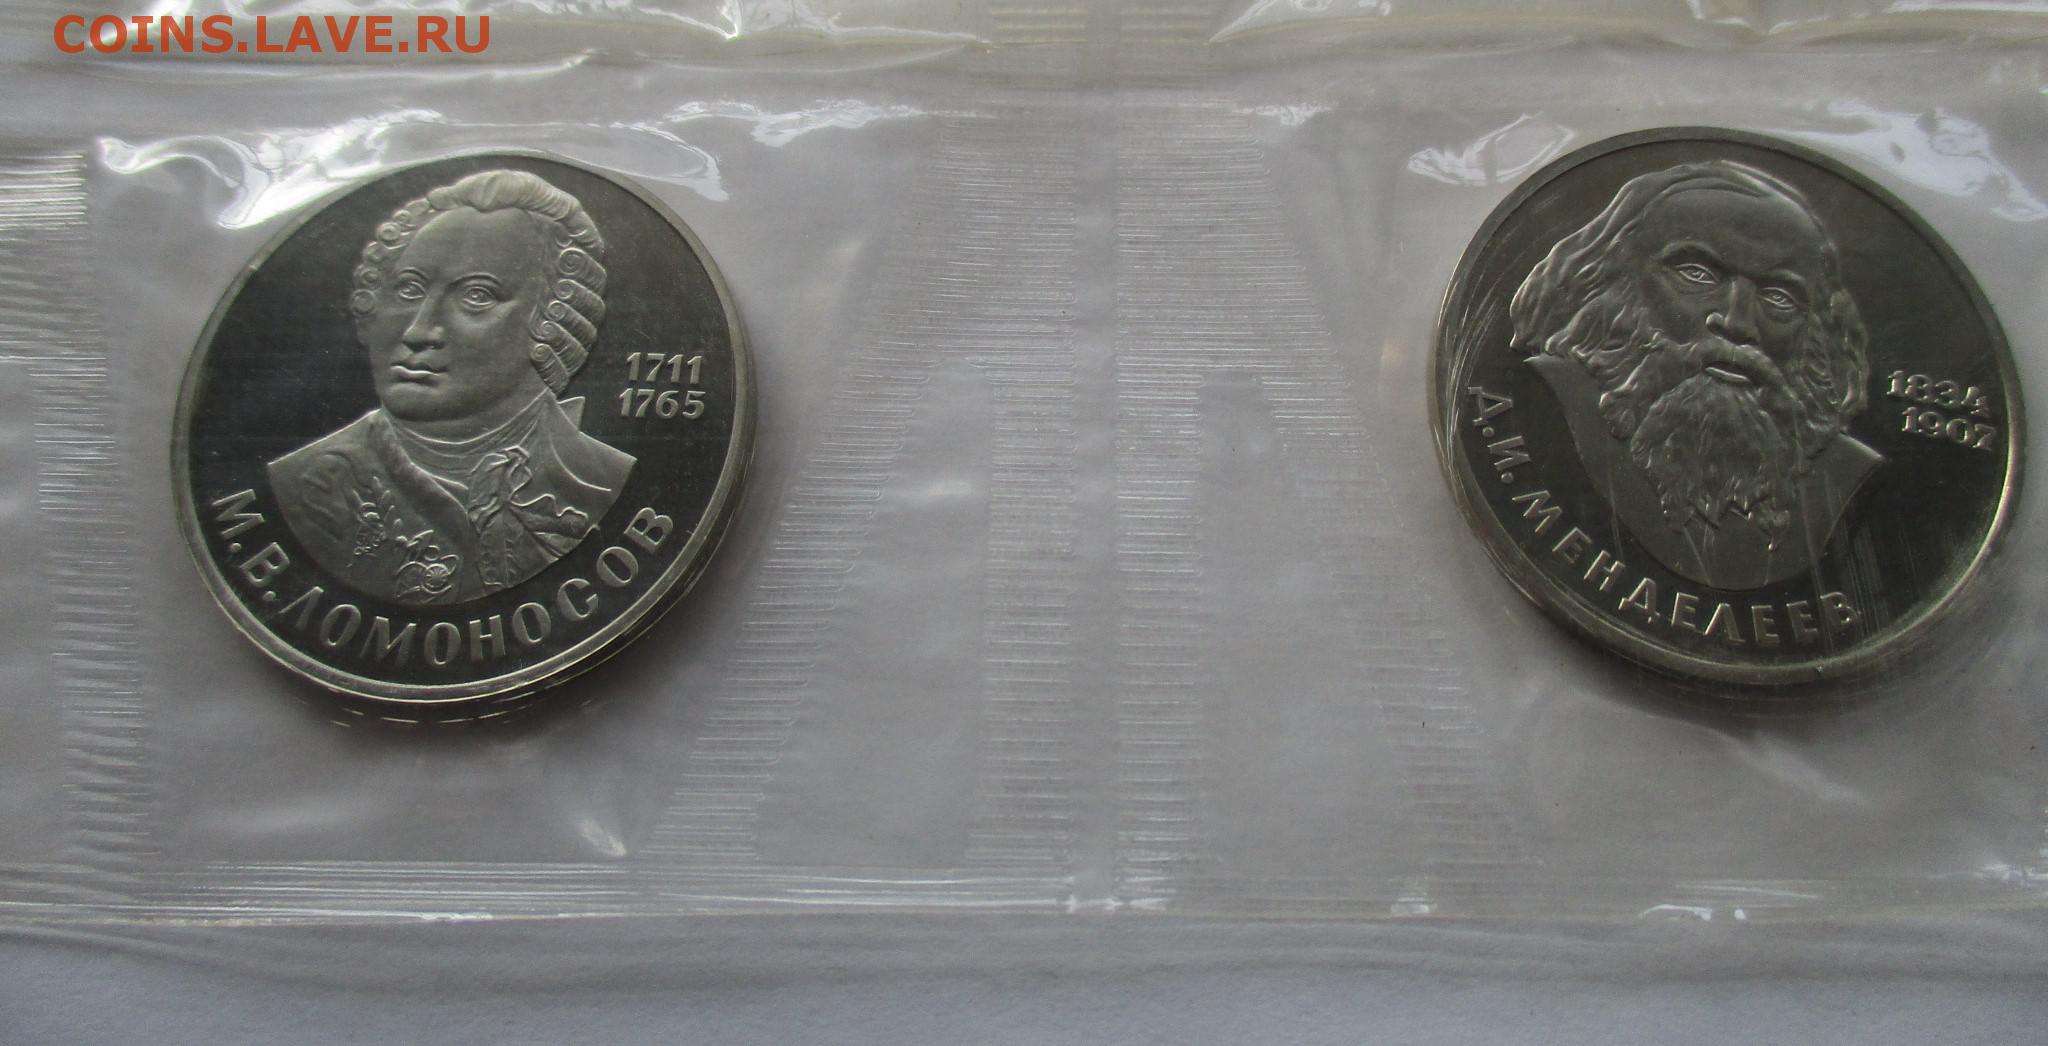 COINS.LAVE.RU
1711
1765
М.В.ЛОМОНОСОВ
1834
1907
Д.И.МЕНДЕЛЕЕВ